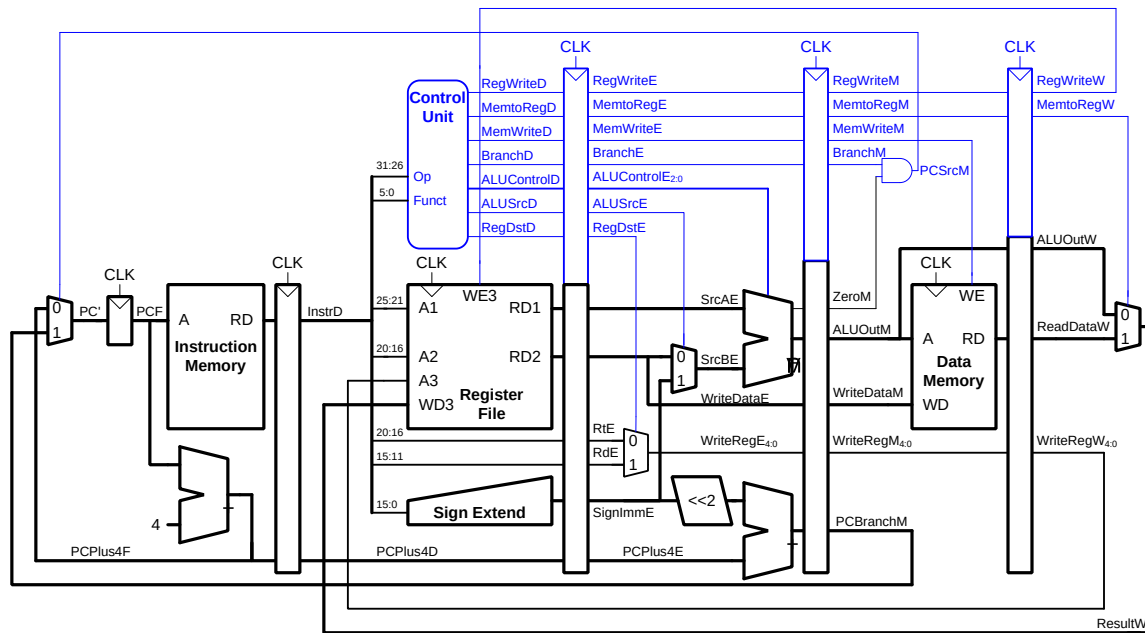 CLK
CLK
CLK
RegWriteD
RegWriteE
RegWriteM
RegWriteW
Control
Unit
MemtoRegD
MemtoRegE
MemtoRegM
MemtoRegW
MemWriteD
MemWriteE
MemWriteM
BranchD
BranchE
BranchM
31:26
Op
PCSrcM
ALUControlD
ALUControlE2:0
5:0
Funct
ALUSrcD
ALUSrcE
RegDstD
RegDstE
ALUOutW
CLK
CLK
CLK
CLK
WE3
WE
0
1
PC'
PCF
A
RD
Instruction
Memory
InstrD
25:21
A1
RD1
SrcAE
ZeroM
20:16
A2
RD2
0
1
SrcBE
ALUOutM
A
RD
Data
Memory
ReadDataW
0
1
A3
Register
File
WD3
WriteDataE
WriteDataM
WD
20:16
RtE
0
15:11
RdE
1
WriteRegE4:0
WriteRegM4:0
WriteRegW4:0
15:0
Sign Extend
SignImmE
<<2
4
+
PCBranchM
+
PCPlus4F
PCPlus4D
PCPlus4E
ResultW